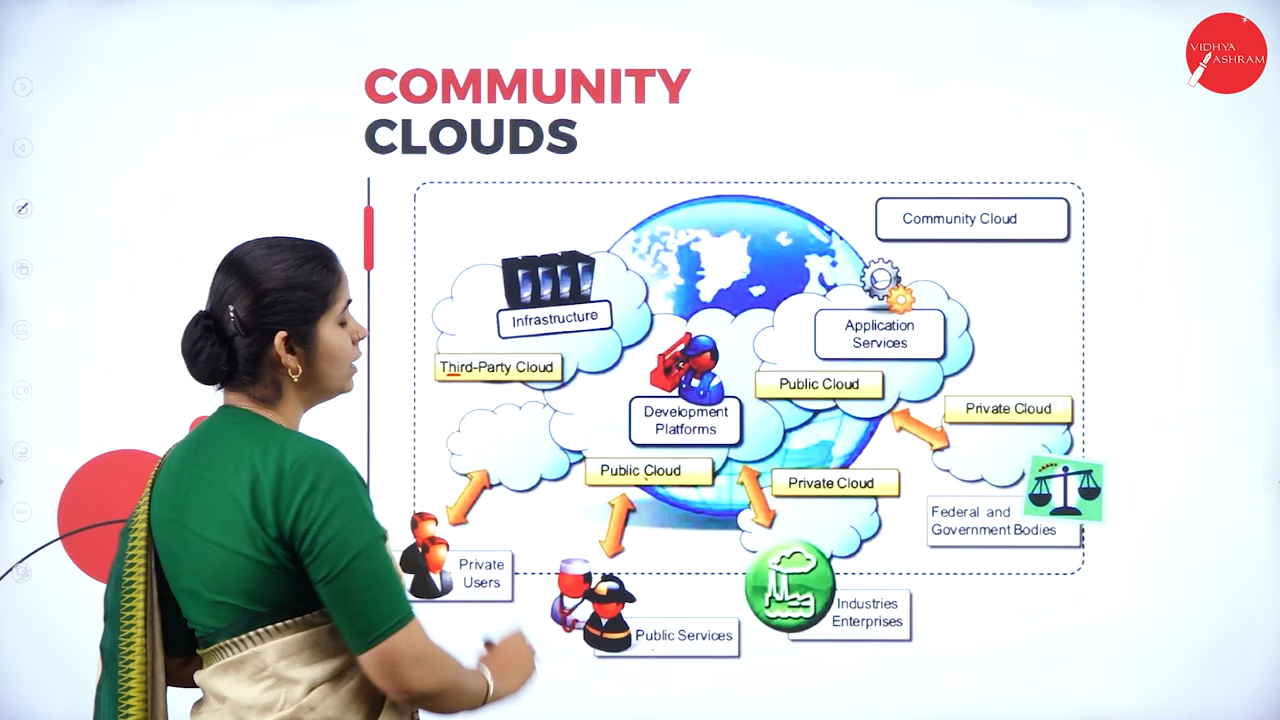 COMMUNITY
CLOUDS
VIDHYA
ASHRAM
Community Cloud
Infrastructure
Application
Services
Third-Party Cloud
Public Cloud
Development
Platforms
Private Cloud
Public Cloud
Private Cloud
Federal and
Government Bodies
Private
Users
Industries
Enterprises
Public Services